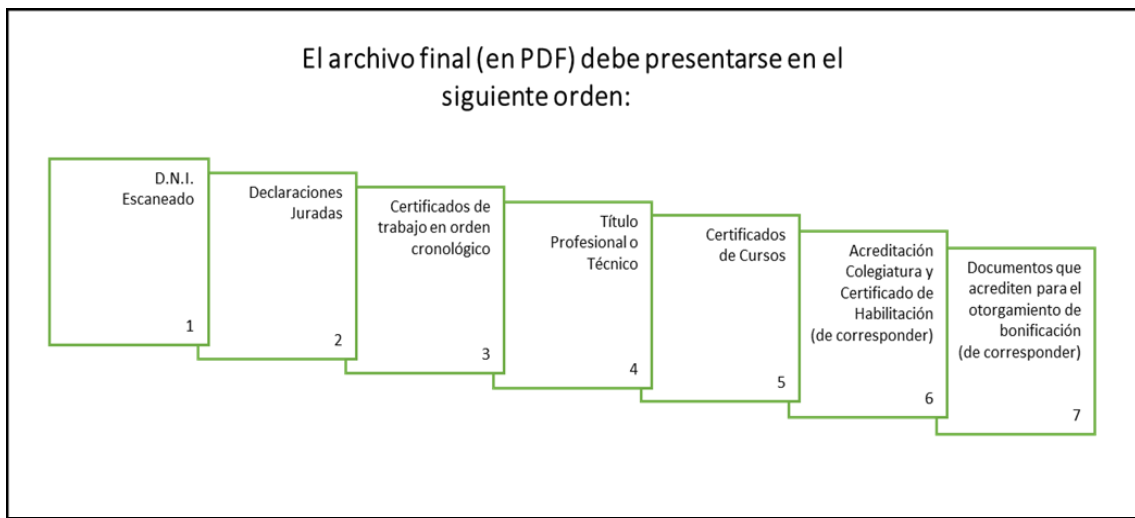 El archivo final (en PDF) debe presentarse en el
siguiente orden:
D.N.I.
Escaneado
1
Declaraciones
Juradas
2
Certificados de
trabajo en orden
cronológico
3
Título
Profesional o
Técnico
4
Certificados
de Cursos
5
Acreditación
Colegiatura y
Certificado de
Habilitación
(de corresponder)
6
Documentos que
acrediten para el
otorgamiento de
bonificación
(de corresponder)
7